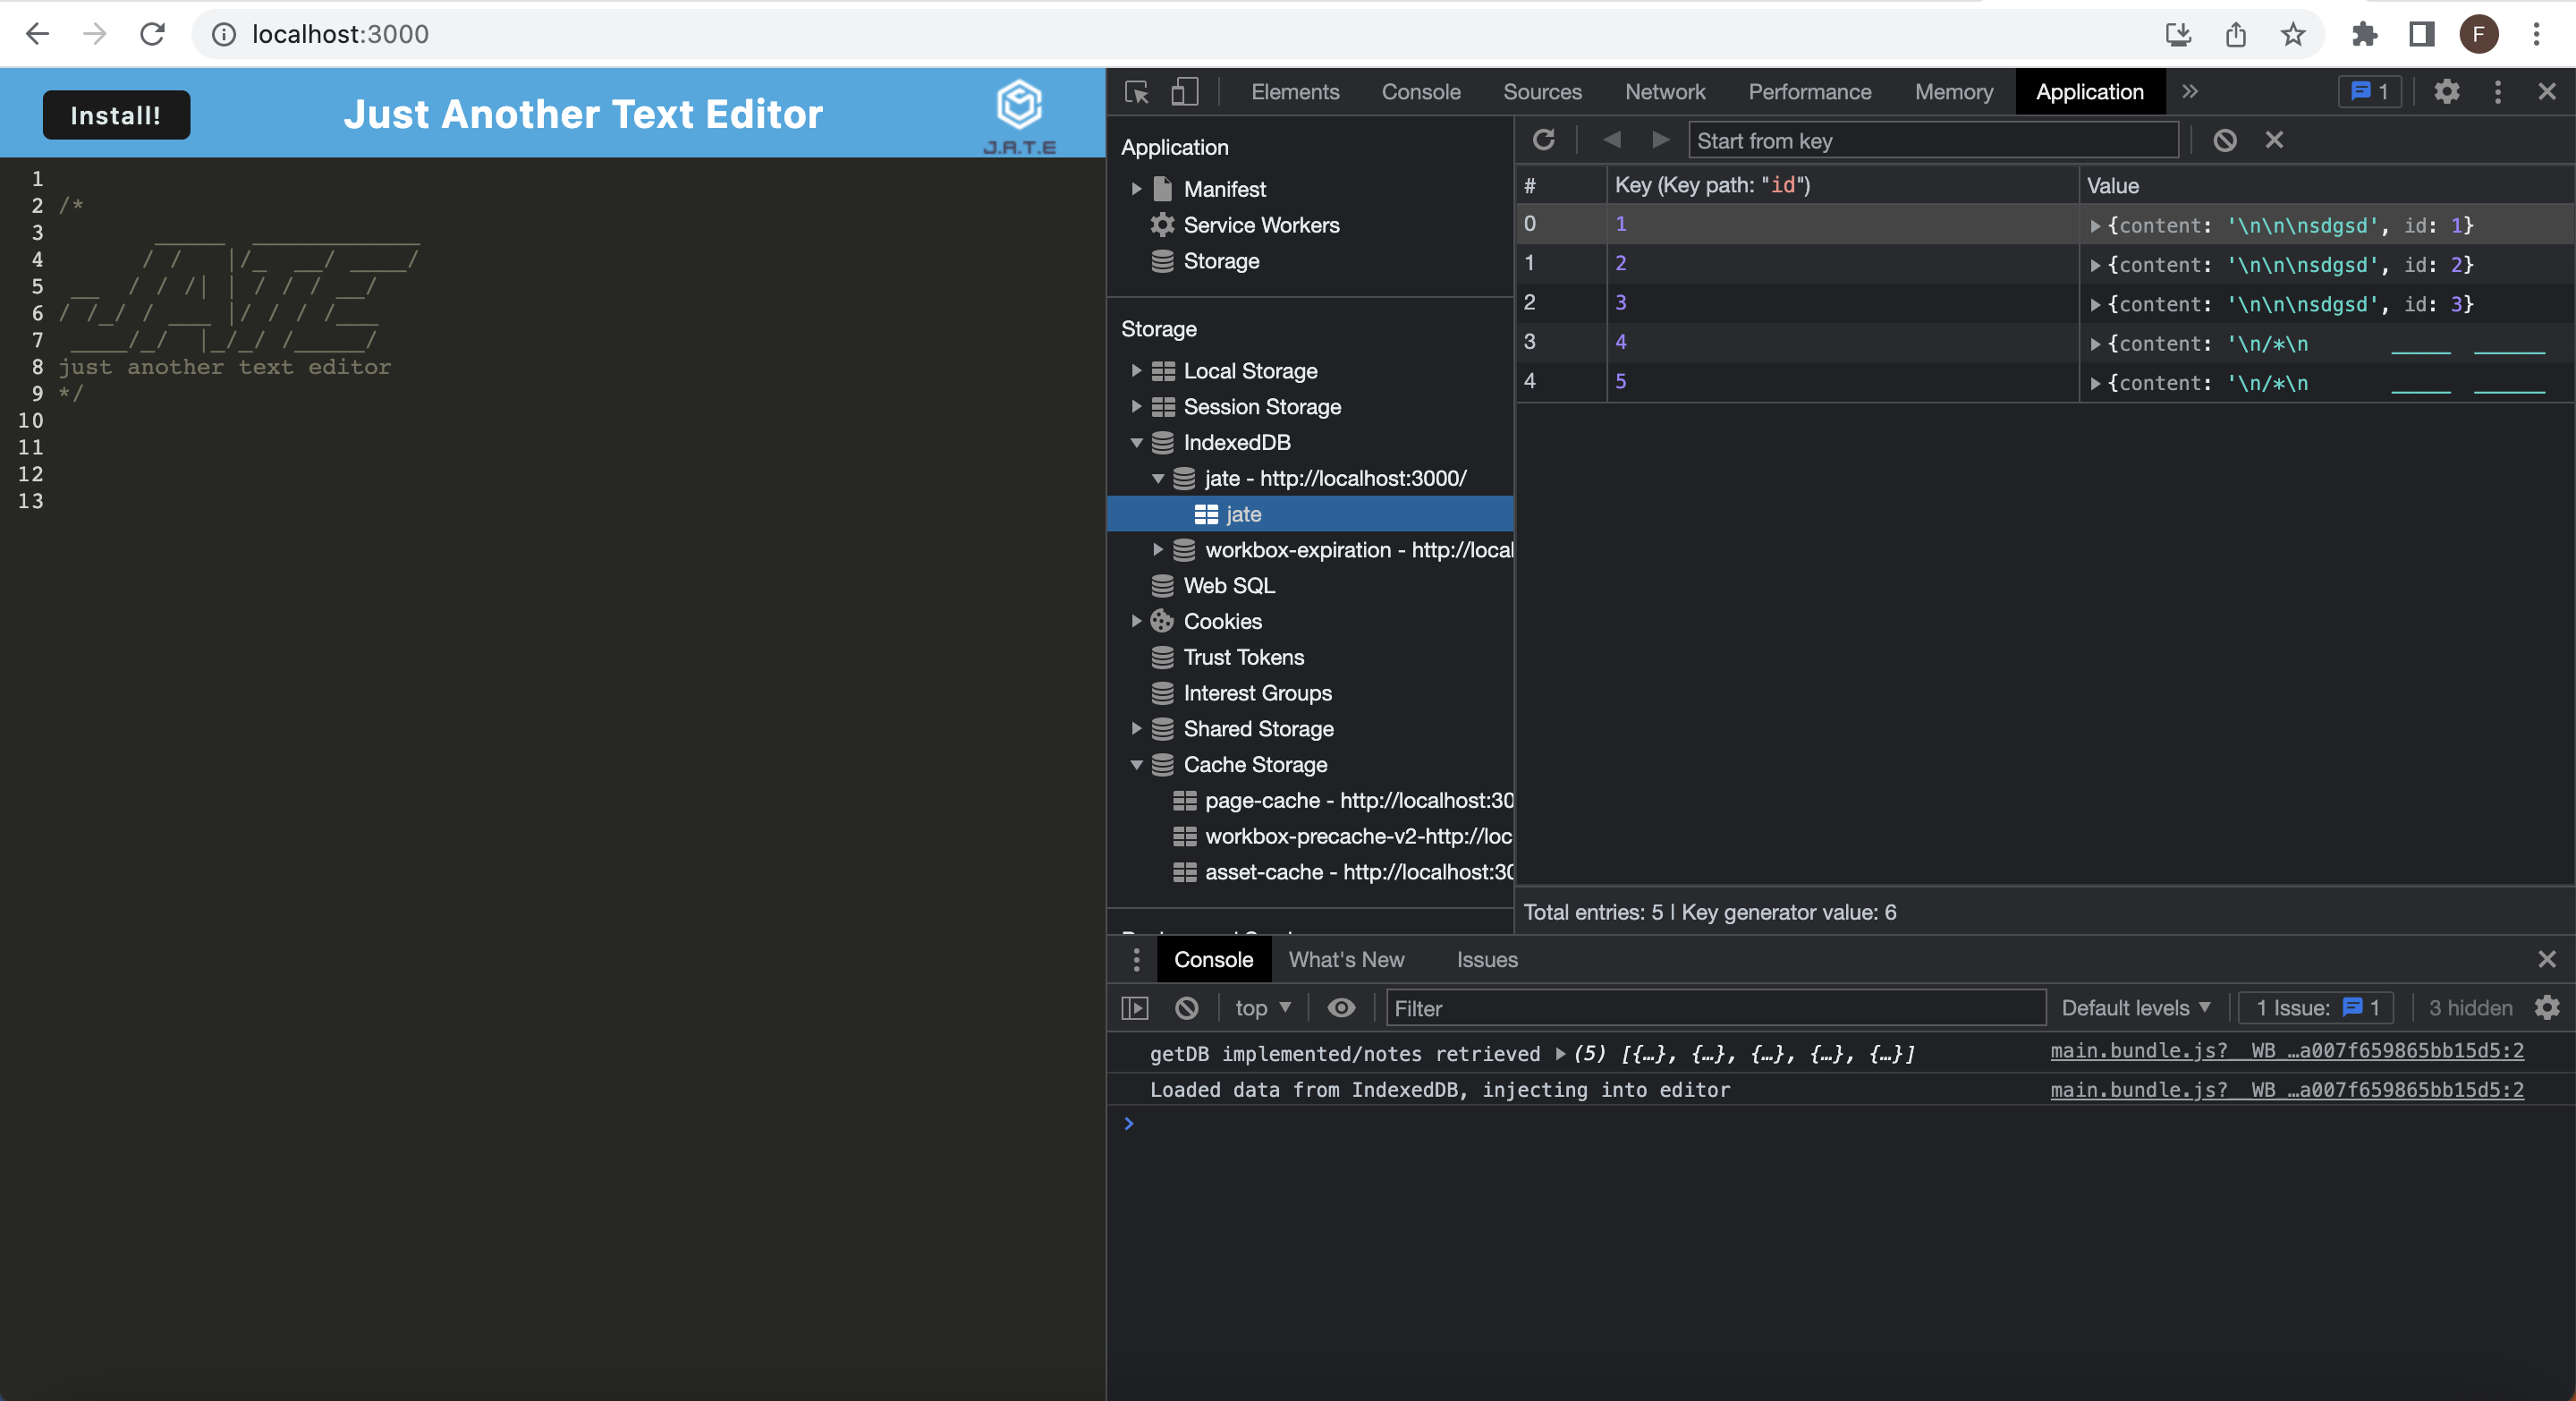 localhost:3000
F
Install!
Just Another Text Editor
J.A.T.E
1
2 /*
3
4
5
6
7
8 just another text editor
9 */
10
11
12
13
Elements Console Sources Network Performance Memory Application » 1
Application
Manifest
Service Workers
Storage
Storage
Local Storage
Session Storage
IndexedDB
jate - http://localhost:3000/
jate
workbox-expiration - http://local
Web SQL
Cookies
Trust Tokens
Interest Groups
Shared Storage
Cache Storage
page-cache - http://localhost:30
workbox-precache-v2-http://loc
asset-cache - http://localhost:30
Start from key
# Key (Key path: "id") Value
0 1 {content: '\n\n\nsdgsd', id: 1}
1 2 {content: '\n\n\nsdgsd', id: 2}
2 3 {content: '\n\n\nsdgsd', id: 3}
3 4 {content: '\n/*\n _____ ______
4 5 {content: '\n/*\n _____ ______
Total entries: 5 | Key generator value: 6
Console What's New Issues
top Filter Default levels 1 Issue: 1 3 hidden
getDB implemented/notes retrieved (5) [{…}, {…}, {…}, {…}, {…}] main.bundle.js?__WB_…a007f659865bb15d5:2
Loaded data from IndexedDB, injecting into editor main.bundle.js?__WB_…a007f659865bb15d5:2